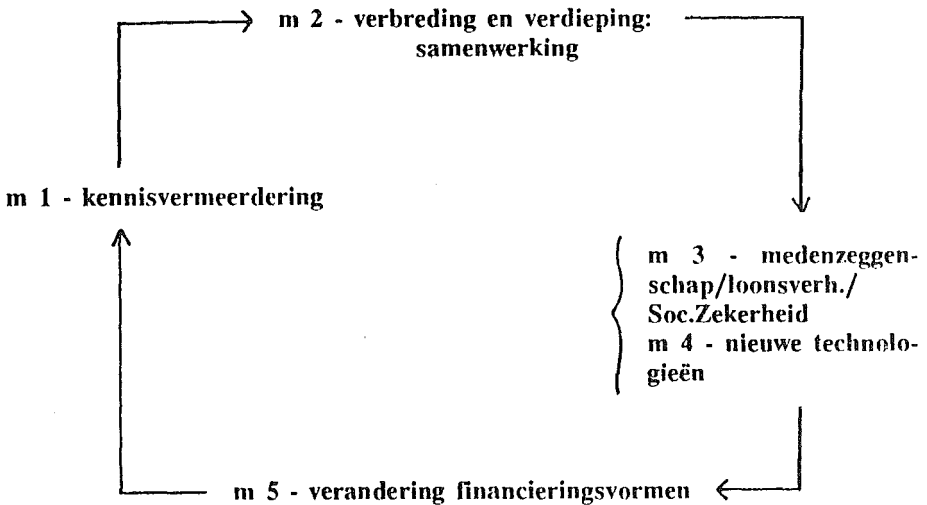 m 2 - verbreding en verdieping:
samenwerking
m 1 - kennisvermeerdering
m 3 - medenzeggen-
schap/loonsverh./
Soc.Zekerheid
m 4 - nieuwe technolo-
gieën
m 5 - verandering financieringsvormen